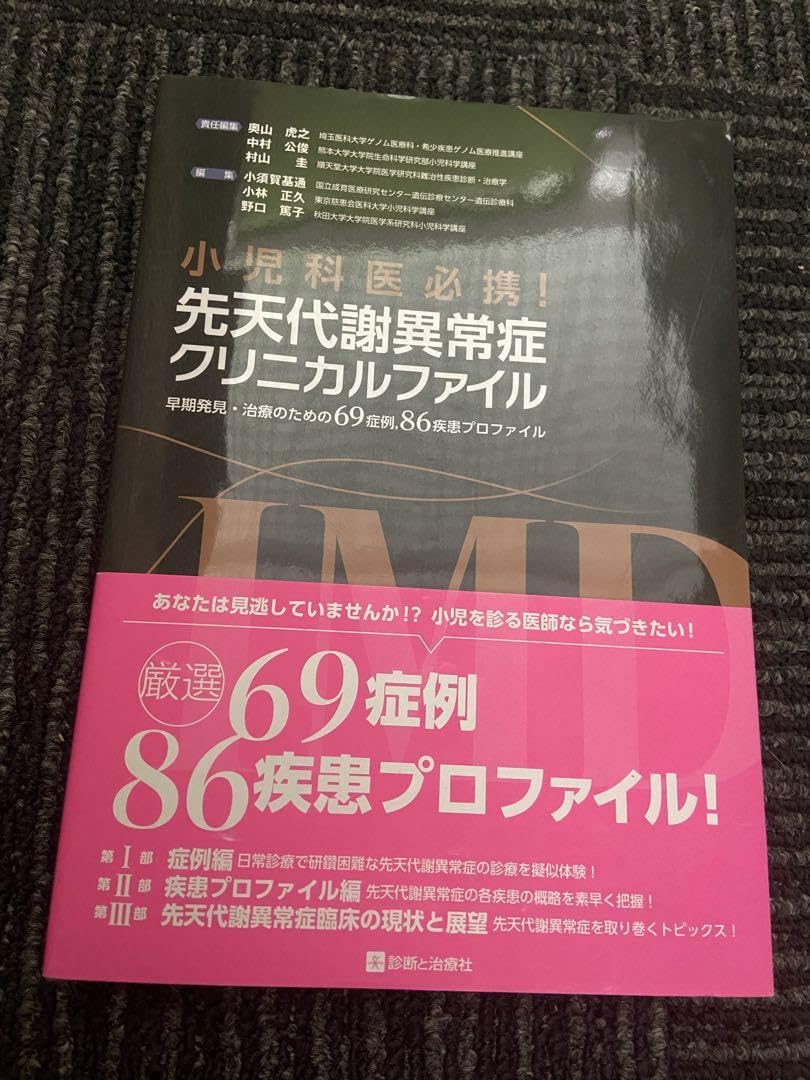 責任編集 奥山 虎之 埼玉医科大学ゲノム医療科・希少疾患ゲノム医療推進講座
中村 公俊 熊本大学大学院生命科学研究部小児科学講座
村山 圭 順天堂大学大学院医学研究科難治性疾患診断・治療学
編集 小須賀基通 国立成育医療研究センター遺伝診療センター遺伝診療科
小林 正久 東京慈恵会医科大学小児科学講座
野口 篤子 秋田大学大学院医学系研究科小児科学講座
小児科医必携!
先天代謝異常症
クリニカルファイル
早期発見・治療のための69症例,86疾患プロファイル
IMD
あなたは見逃していませんか!? 小児を診る医師なら気づきたい!
厳選 69症例
86疾患プロファイル!
第Ⅰ部 症例編 日常診療で研鑽困難な先天代謝異常症の診療を擬似体験!
第Ⅱ部 疾患プロファイル編 先天代謝異常症の各疾患の概略を素早く把握!
第Ⅲ部 先天代謝異常症臨床の現状と展望 先天代謝異常症を取り巻くトピックス!
診断と治療社